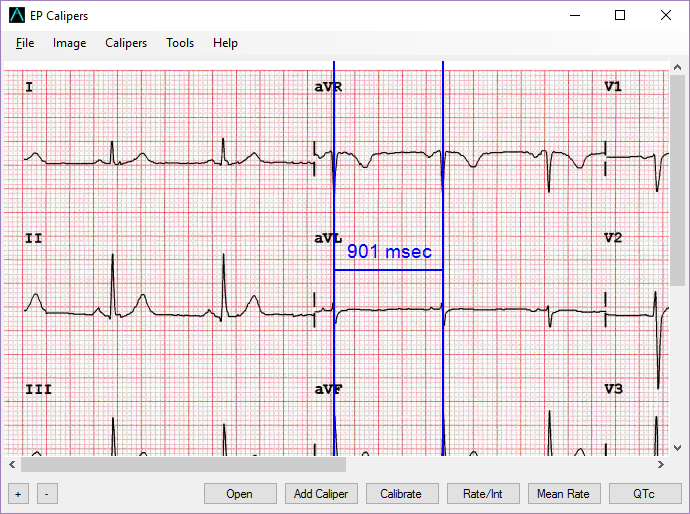 EP Calipers
File Image Calipers Tools Help
I aVR V1
II aVL V2
901 msec
III aVF V3
+ - Open Add Caliper Calibrate Rate/Int Mean Rate QTc